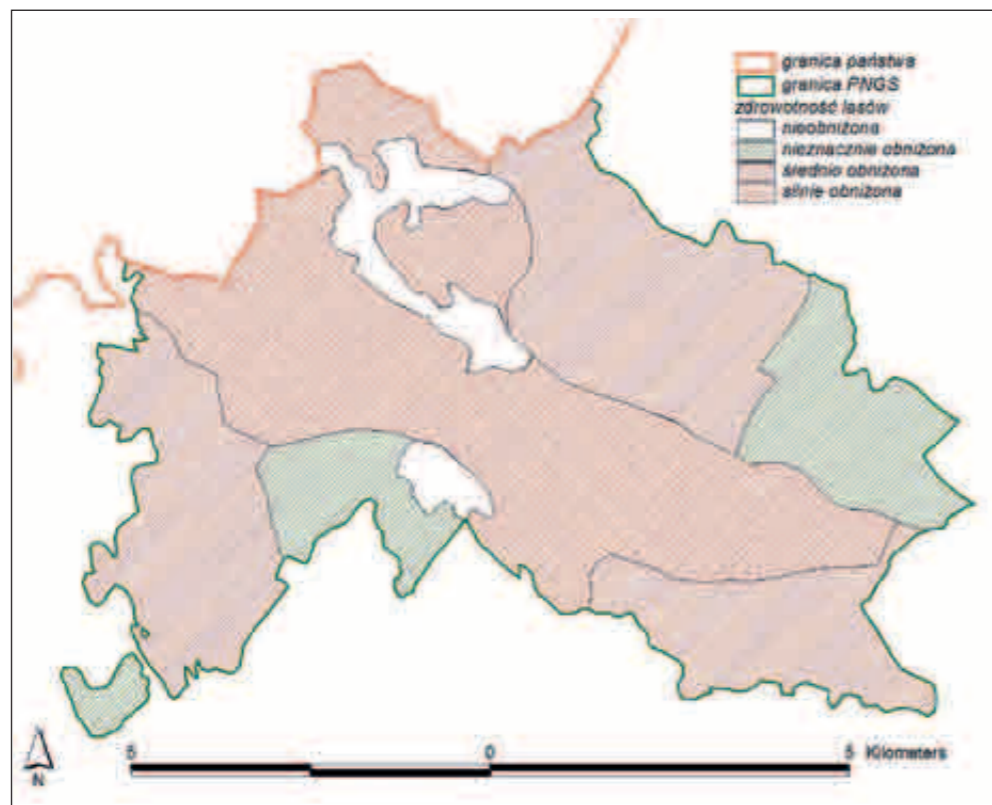 granica państwa
granica PNGS
zdrowotność lasów
nieobniżona
nieznacznie obniżona
średnio obniżona
silnie obniżona
N
5 0 5 Kilometers